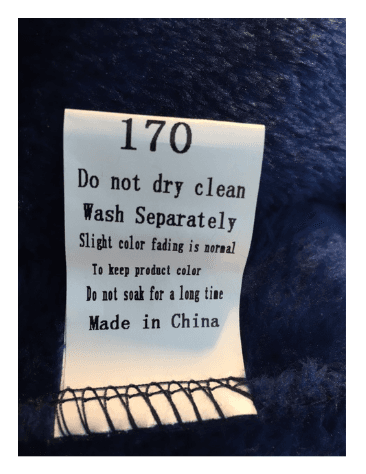 170
Do not dry clean
Wash Separately
Slight color fading is normal
To keep product color
Do not soak for a long time
Made in China